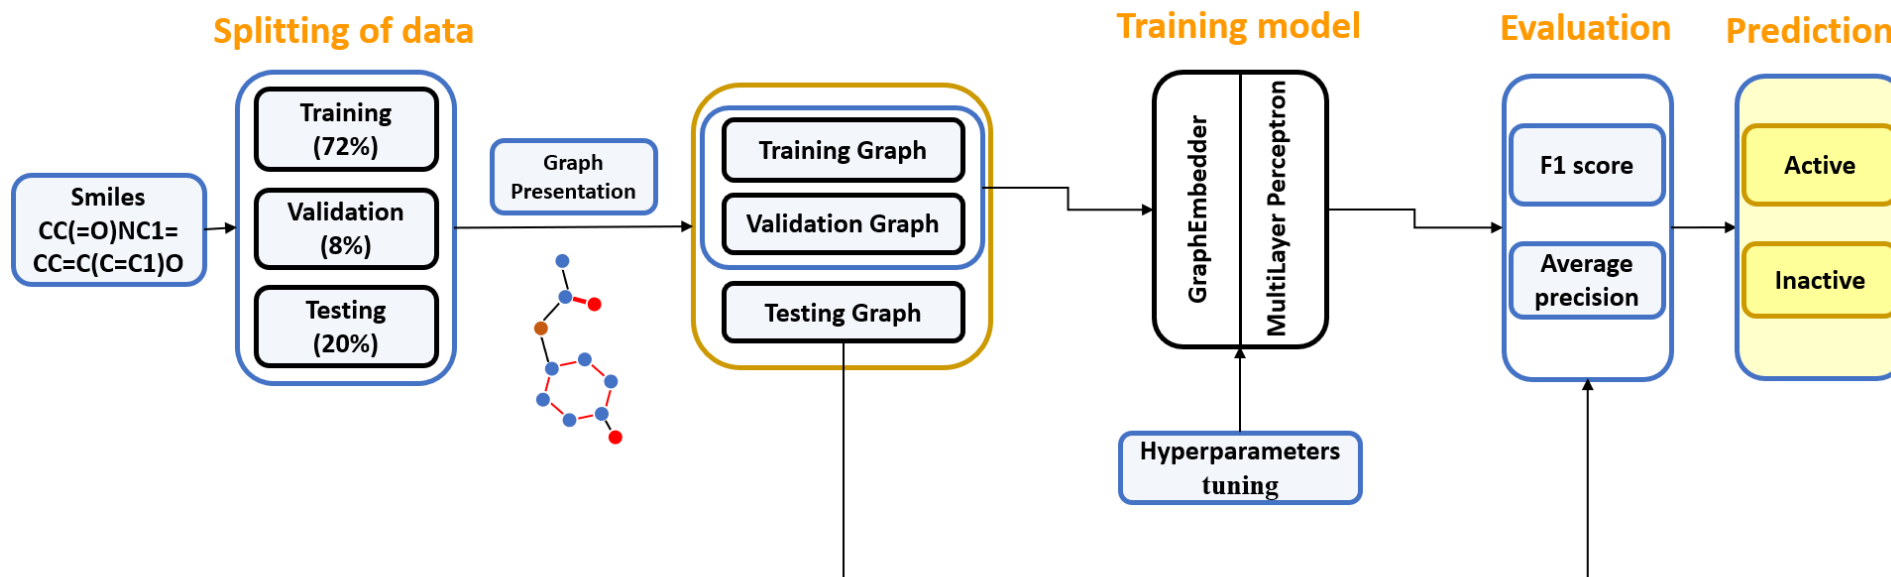 Splitting of data
Training model
Evaluation
Prediction
Smiles
CC(=O)NC1=
CC=C(C=C1)O
Training
(72%)
Validation
(8%)
Testing
(20%)
Graph
Presentation
Training Graph
Validation Graph
Testing Graph
GraphEmbedder
MultiLayer Perceptron
Hyperparameters
tuning
F1 score
Average
precision
Active
Inactive